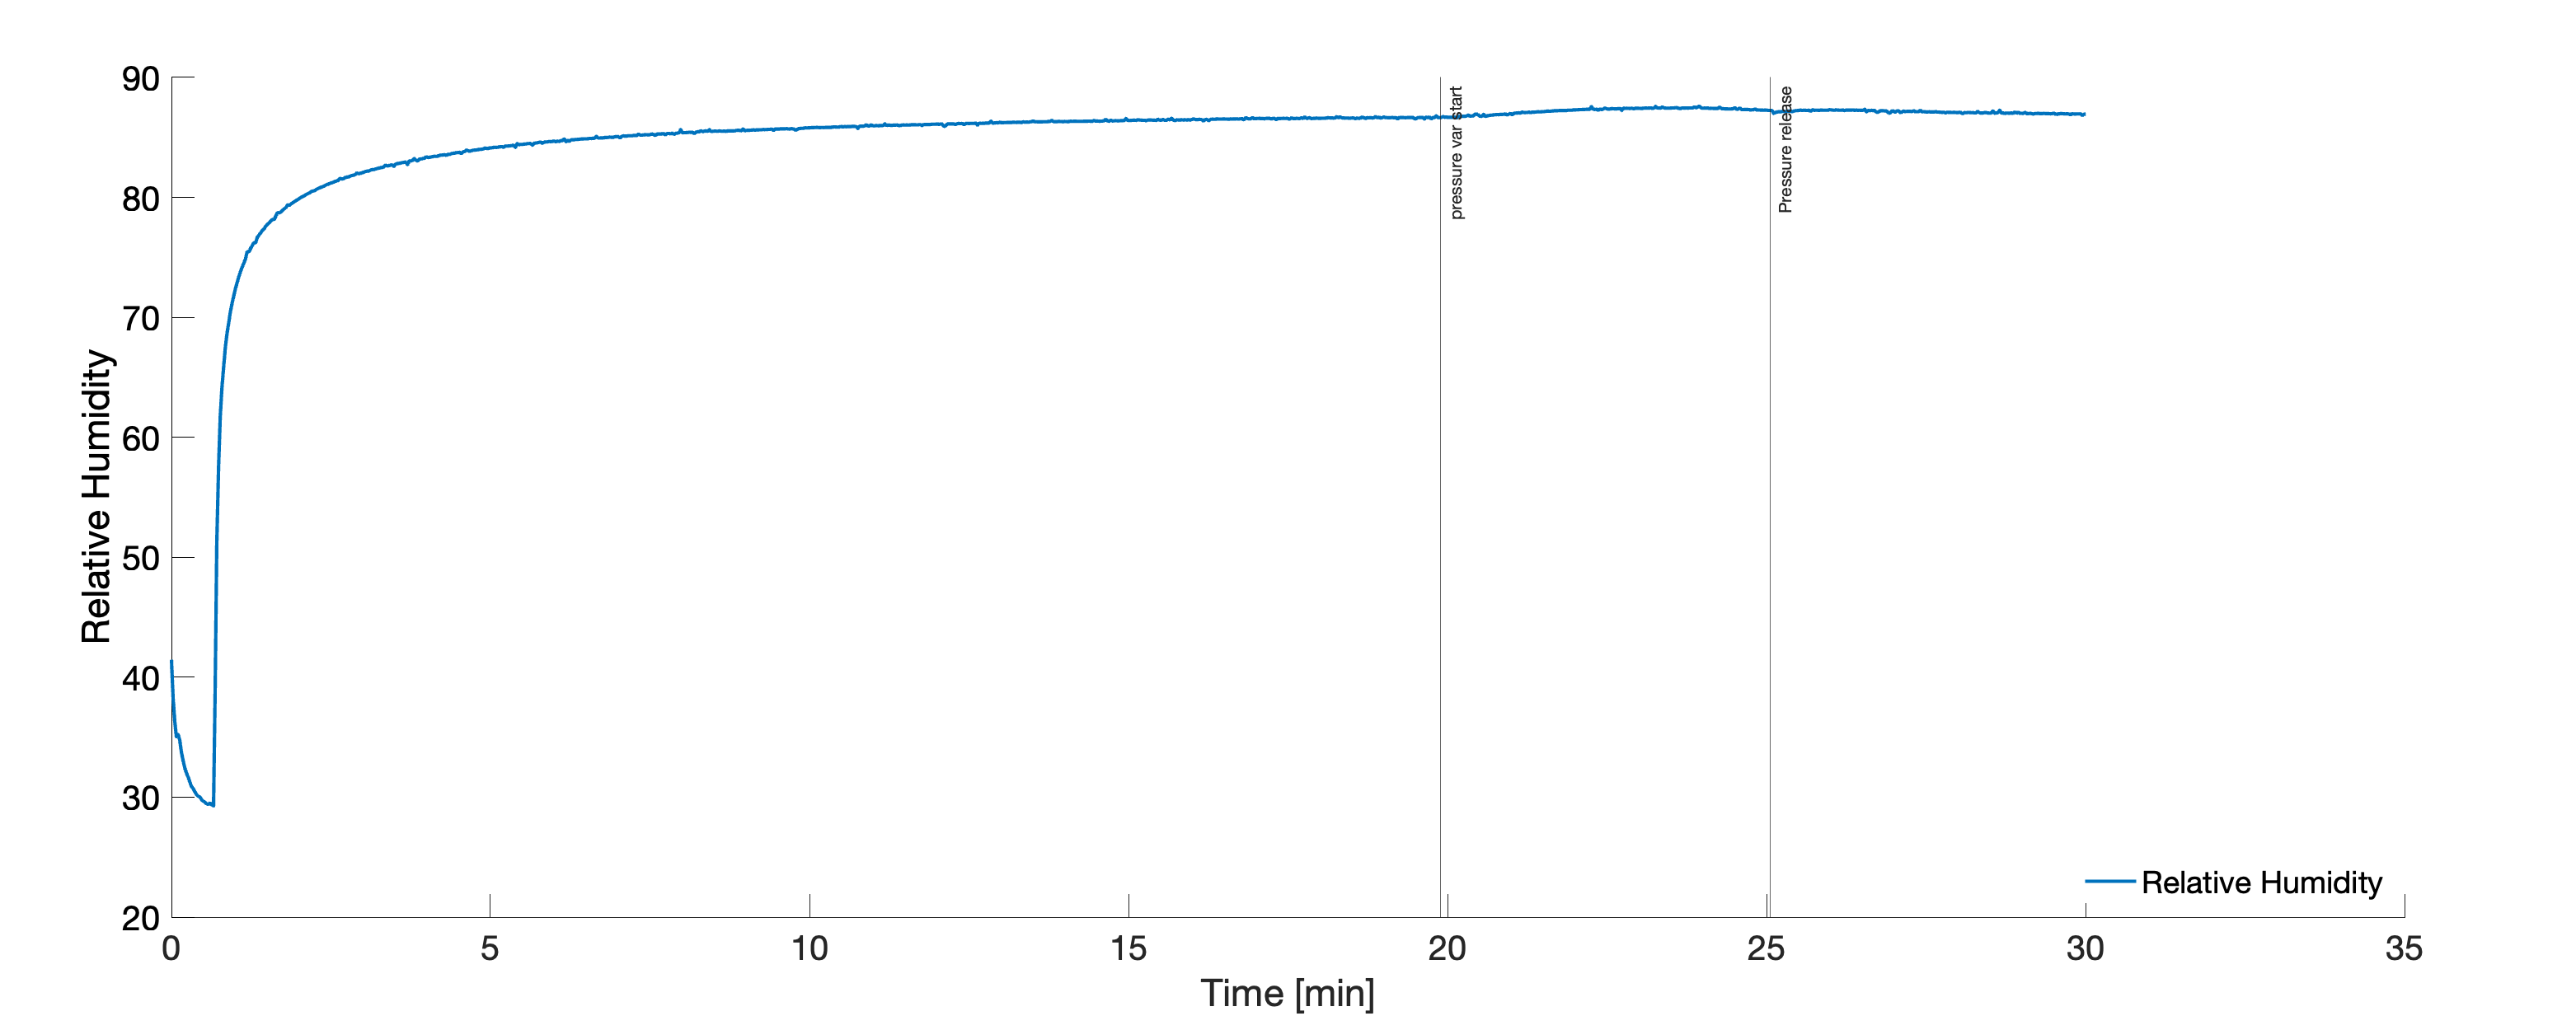 90
80
70
60
50
40
30
20
Relative Humidity
pressure var start
Pressure release
Relative Humidity
0 5 10 15 20 25 30 35
Time [min]